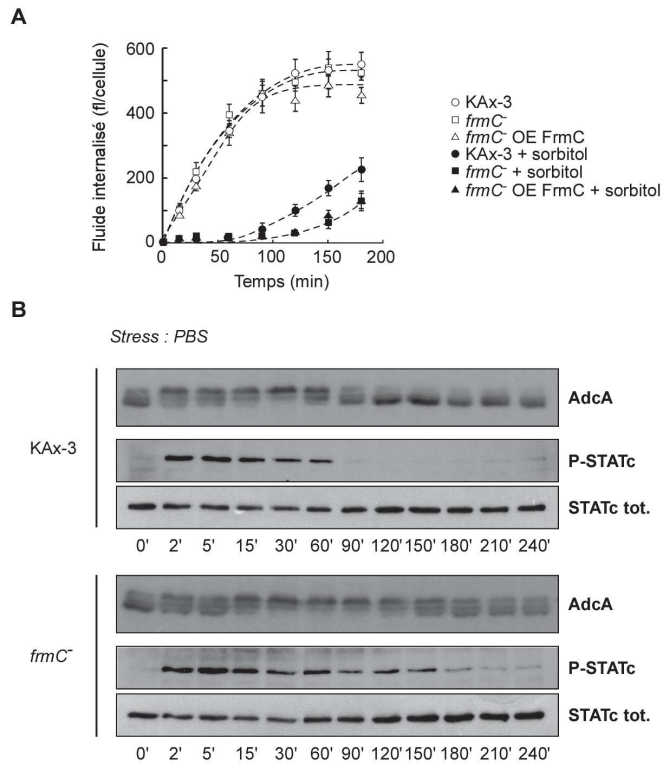 A
Fluide internalisé (fl/cellule)
600
400
200
0
0 50 100 150 200
Temps (min)
KAx-3
frmC-
frmC- OE FrmC
KAx-3 + sorbitol
frmC- + sorbitol
frmC- OE FrmC + sorbitol
B
Stress : PBS
KAx-3
AdcA
P-STATc
STATc tot.
0' 2' 5' 15' 30' 60' 90' 120' 150' 180' 210' 240'
frmC-
AdcA
P-STATc
STATc tot.
0' 2' 5' 15' 30' 60' 90' 120' 150' 180' 210' 240'